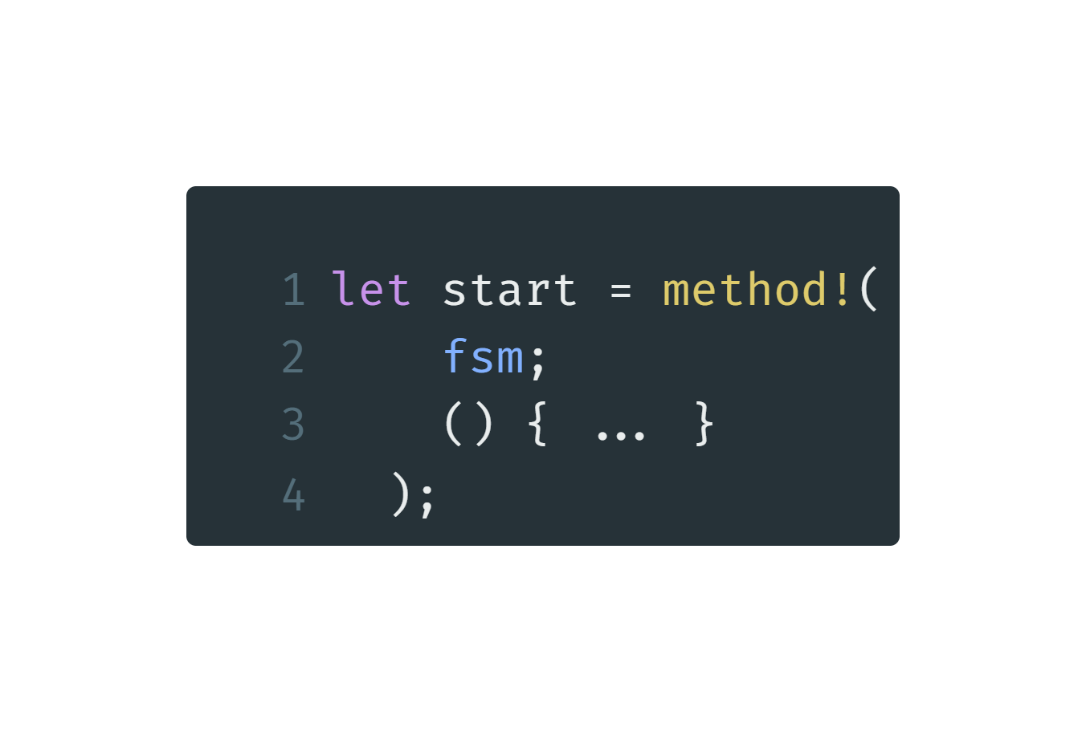 1 let start = method!(
2 fsm;
3 () { ... }
4 );